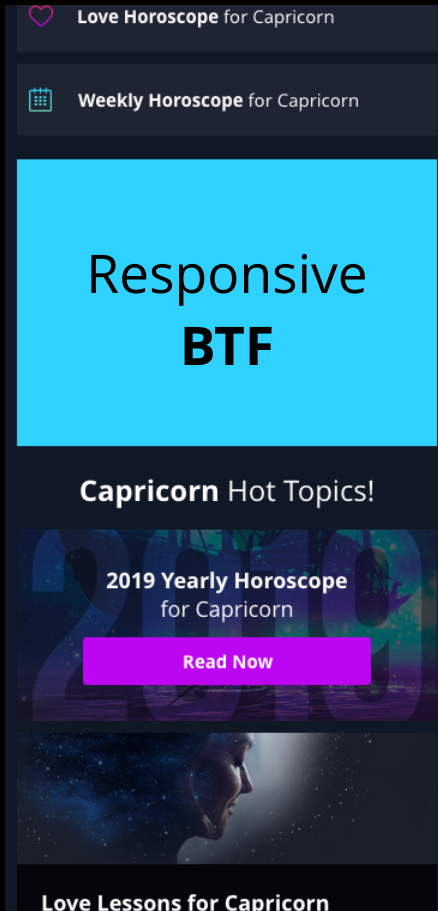 Love Horoscope for Capricorn
Weekly Horoscope for Capricorn
Responsive
BTF
Capricorn Hot Topics!
2019
2019 Yearly Horoscope
for Capricorn
Read Now
Love Lessons for Capricorn